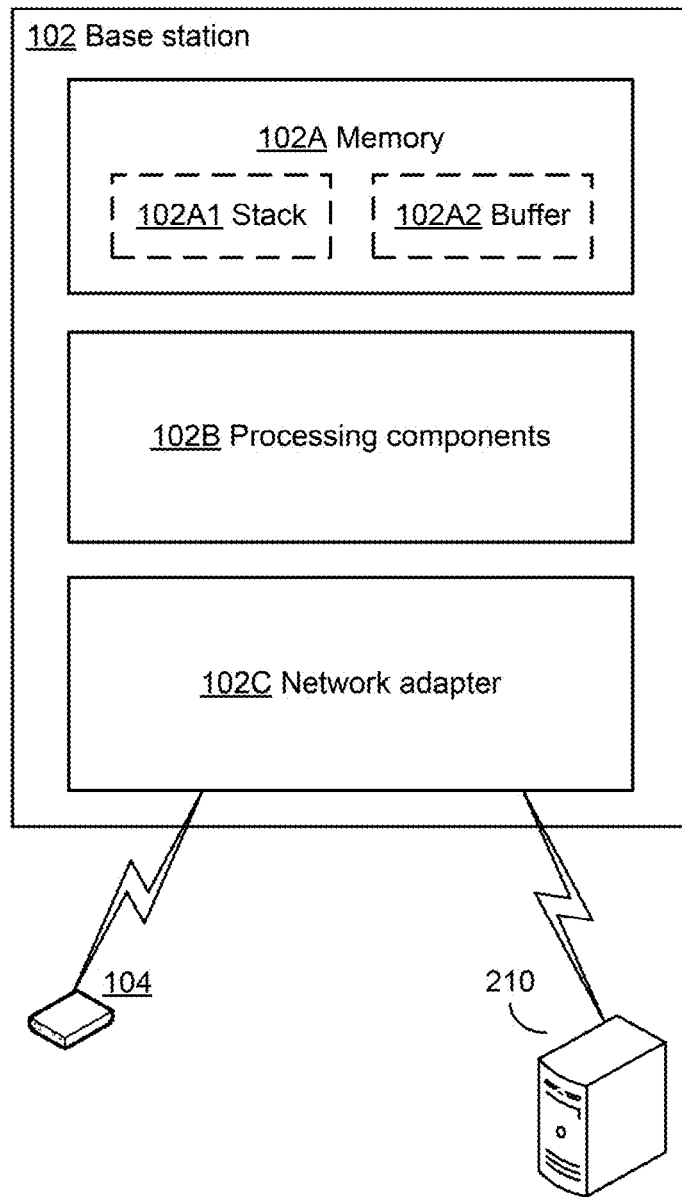 102 Base station
102A Memory
102A1 Stack
102A2 Buffer
102B Processing components
102C Network adapter
104
210